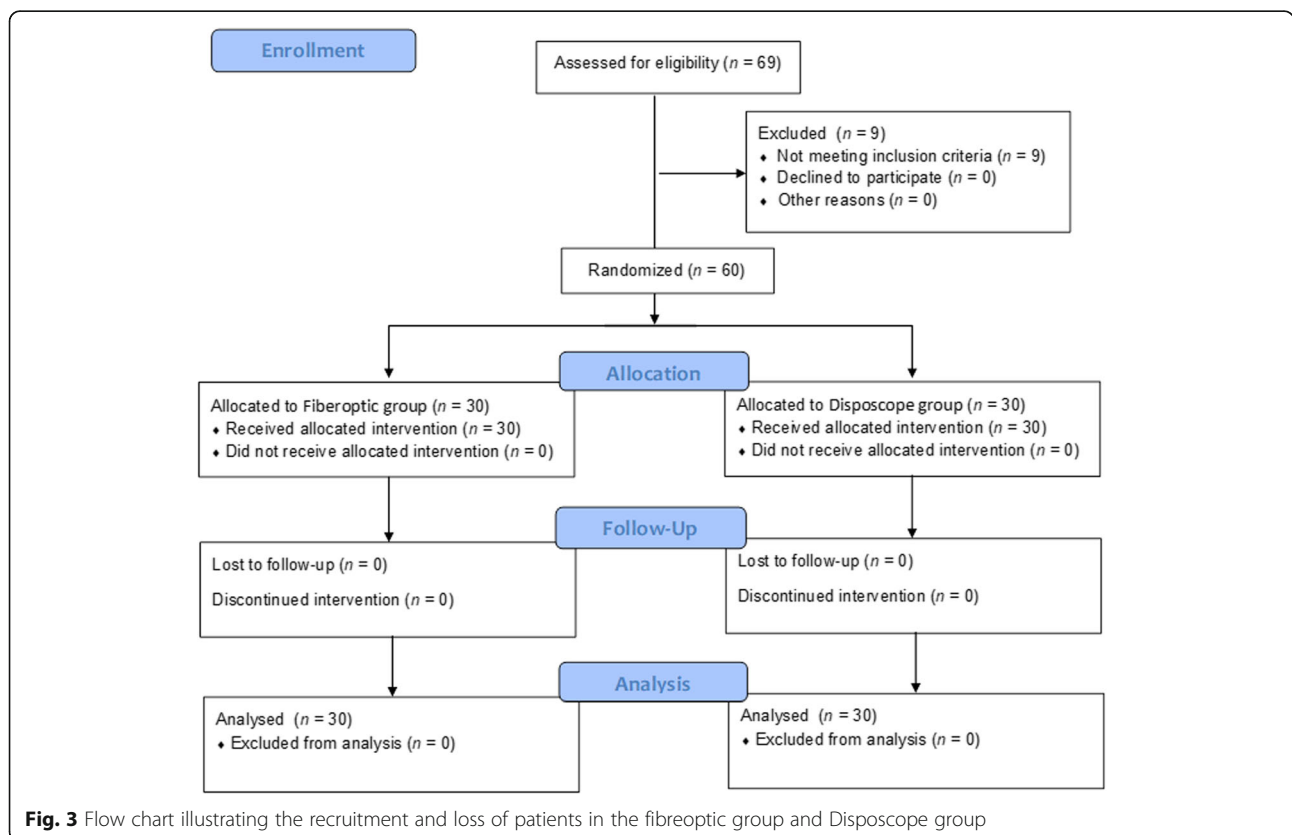 Enrollment
Assessed for eligibility (n = 69)
Excluded (n = 9)
♦ Not meeting inclusion criteria (n = 9)
♦ Declined to participate (n = 0)
♦ Other reasons (n = 0)
Randomized (n = 60)
Allocation
Allocated to Fiberoptic group (n = 30)
♦ Received allocated intervention (n = 30)
♦ Did not receive allocated intervention (n = 0)
Allocated to Disposcope group (n = 30)
♦ Received allocated intervention (n = 30)
♦ Did not receive allocated intervention (n = 0)
Follow-Up
Lost to follow-up (n = 0)
Discontinued intervention (n = 0)
Lost to follow-up (n = 0)
Discontinued intervention (n = 0)
Analysis
Analysed (n = 30)
♦ Excluded from analysis (n = 0)
Analysed (n = 30)
♦ Excluded from analysis (n = 0)
Fig. 3 Flow chart illustrating the recruitment and loss of patients in the fibreoptic group and Disposcope group